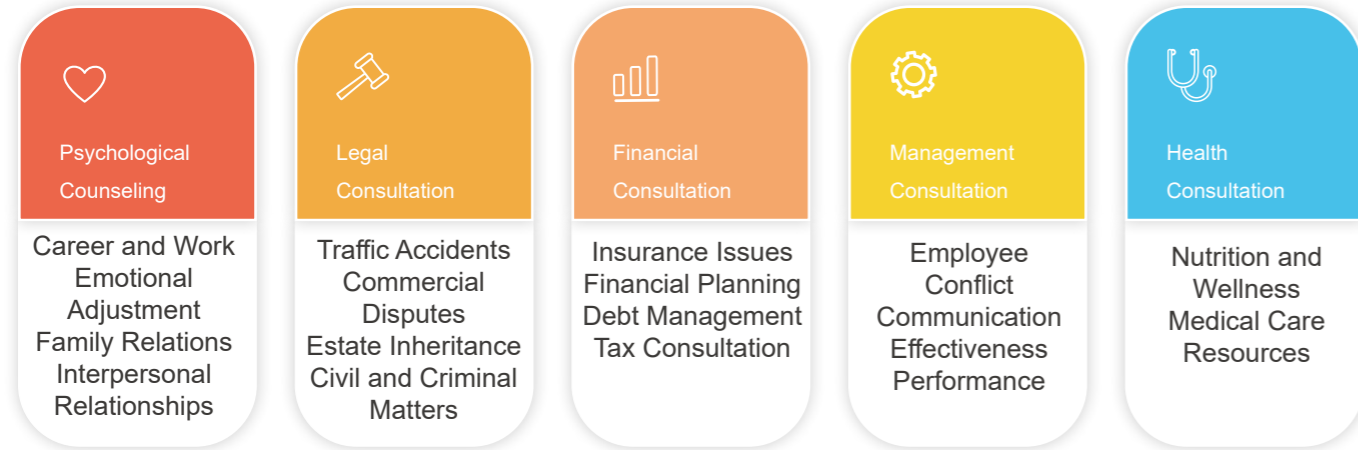 Psychological
Counseling
Career and Work
Emotional
Adjustment
Family Relations
Interpersonal
Relationships
Legal
Consultation
Traffic Accidents
Commercial
Disputes
Estate Inheritance
Civil and Criminal
Matters
Financial
Consultation
Insurance Issues
Financial Planning
Debt Management
Tax Consultation
Management
Consultation
Employee
Conflict
Communication
Effectiveness
Performance
Health
Consultation
Nutrition and
Wellness
Medical Care
Resources